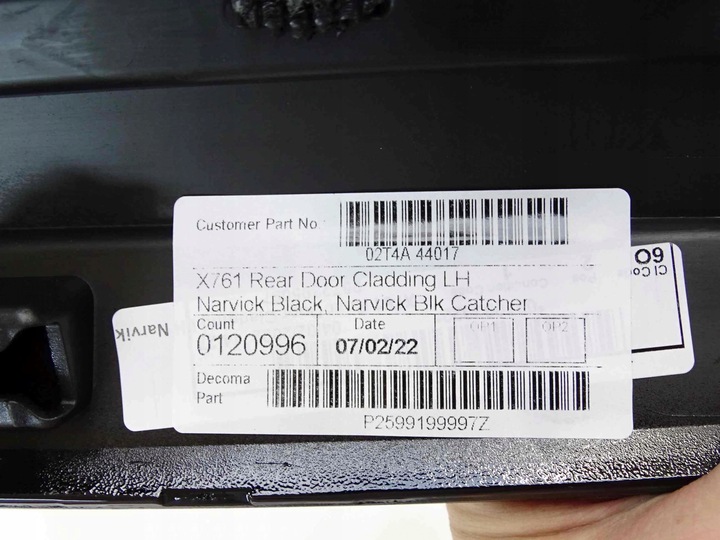 Customer Part No
02T4A 44017
X761 Rear Door Cladding LH
Narvick Black, Narvick Blk Catcher
Count
0120996
Date
07/02/22
OP1
OP2
Decoma
Part
P2599199997Z
Narvik
60